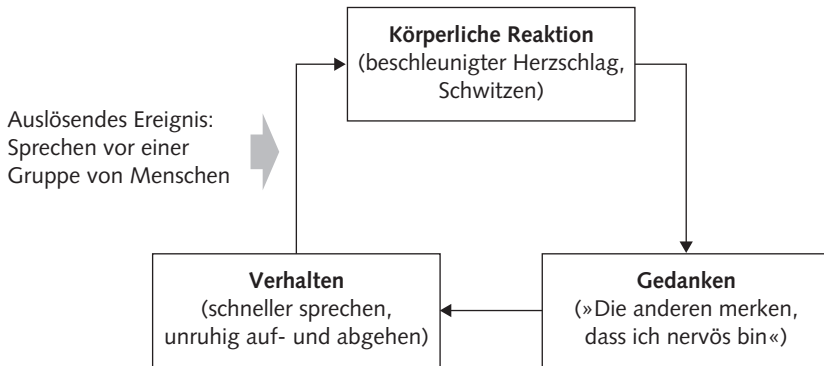 Körperliche Reaktion
(beschleunigter Herzschlag,
Schwitzen)
Auslösendes Ereignis:
Sprechen vor einer
Gruppe von Menschen
Verhalten
(schneller sprechen,
unruhig auf- und abgehen)
Gedanken
(»Die anderen merken,
dass ich nervös bin«)